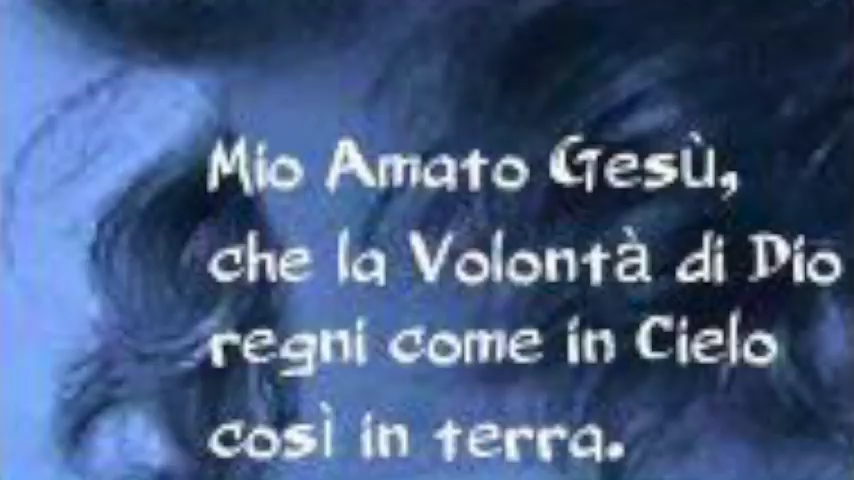 Mio Amato Gesù,
che la Volontà di Dio
regni come in Cielo
così in terra.